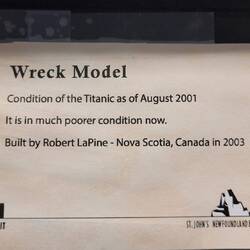 Wreck Model
Condition of the Titanic as of August 2001
It is in much poorer condition now.
Built by Robert LaPine - Nova Scotia, Canada in 2003
IT
ST. JOHN'S NEWFOUNDLAND